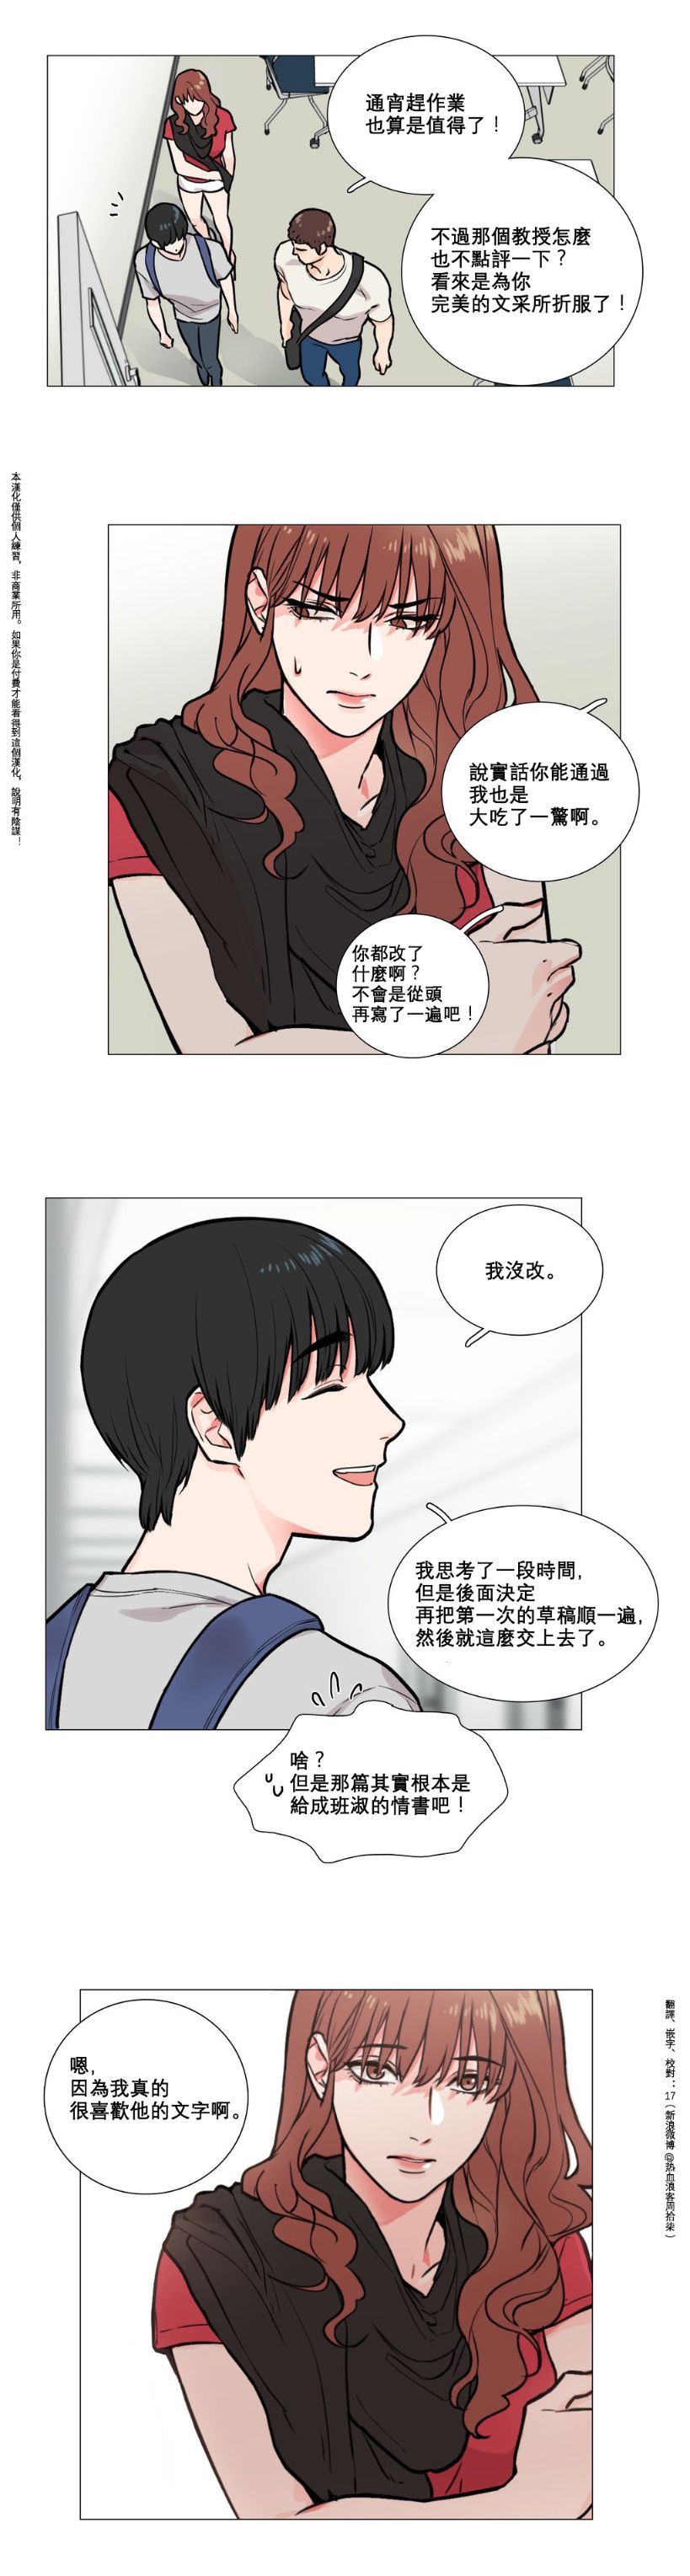 通宵趕作業
也算是值得了！
不過那個教授怎麼
也不點評一下？
看來是為你
完美的文采所折服了！
本漢化僅供個人練習，非商業所用。如果你是付費才能看得到這個漢化，說明有陰謀！
說實話你能通過
我也是
大吃了一驚啊。
你都改了
什麼啊？
不會是從頭
再寫了一遍吧！
我沒改。
我思考了一段時間，
但是後面決定
再把第一次的草稿順一遍，
然後就這麼交上去了。
啥？
但是那篇其實根本是
給成班淑的情書吧！
嗯，
因為我真的
很喜歡他的文字啊。
翻譯、嵌字、校對：17（新浪微博@热血浪客周拾柒）